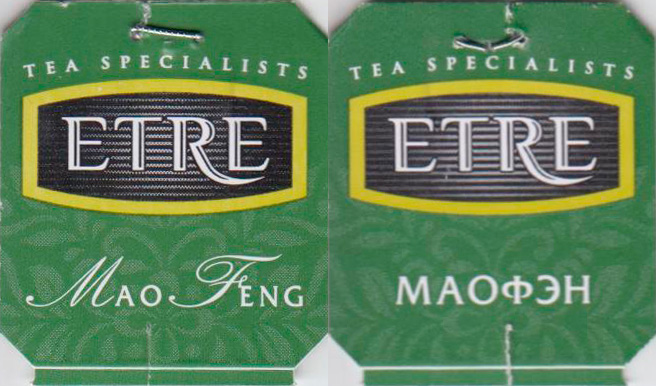 TEA SPECIALISTS
ETRE
Mao Feng
TEA SPECIALISTS
ETRE
МАОФЭН